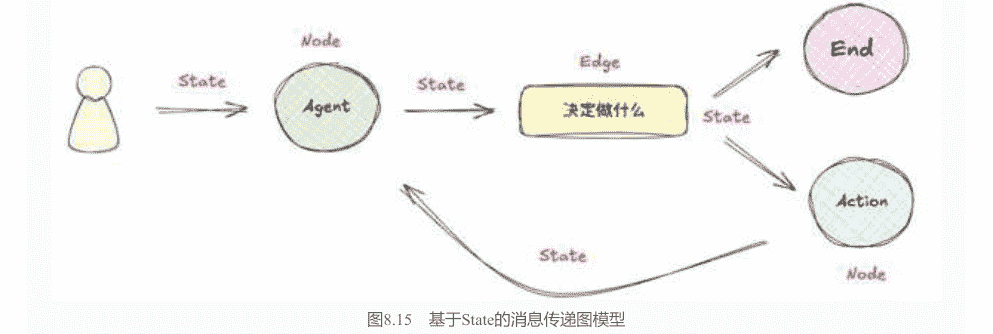 Node
State
Agent
State
Edge
决定做什么
State
End
Action
Node
State
图8.15 基于State的消息传递图模型